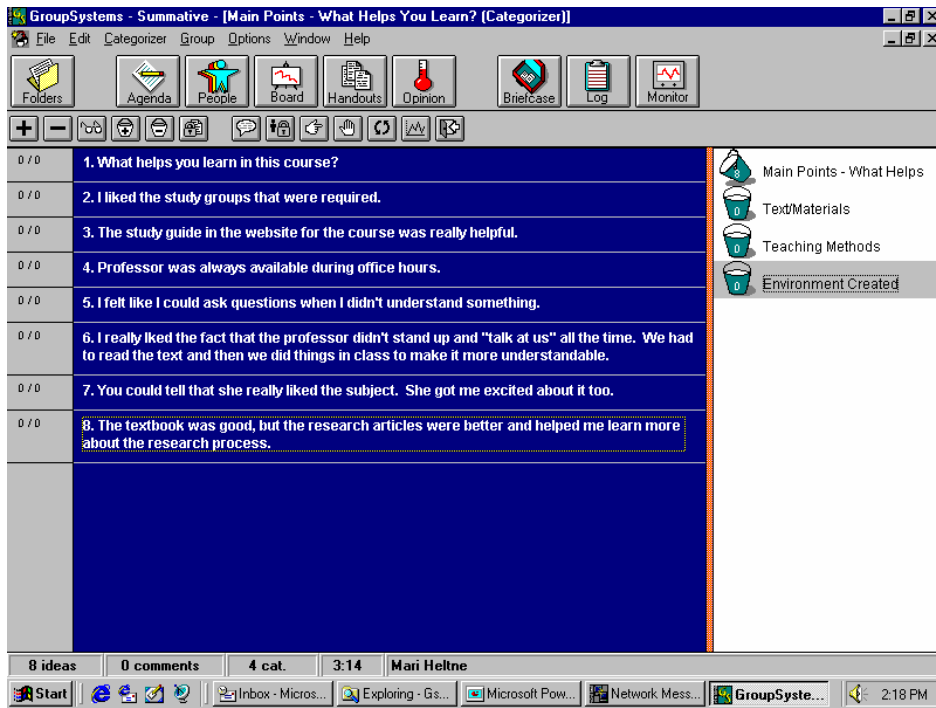 GroupSystems - Summative - [Main Points - What Helps You Learn? (Categorizer)]
File Edit Categorizer Group Options Window Help
Folders Agenda People Board Handouts Opinion Briefcase Log Monitor
0 / 0 1. What helps you learn in this course?
0 / 0 2. I liked the study groups that were required.
0 / 0 3. The study guide in the website for the course was really helpful.
0 / 0 4. Professor was always available during office hours.
0 / 0 5. I felt like I could ask questions when I didn't understand something.
0 / 0 6. I really lked the fact that the professor didn't stand up and "talk at us" all the time. We had
to read the text and then we did things in class to make it more understandable.
0 / 0 7. You could tell that she really liked the subject. She got me excited about it too.
0 / 0 8. The textbook was good, but the research articles were better and helped me learn more
about the research process.
8 Main Points - What Helps
0 Text/Materials
0 Teaching Methods
0 Environment Created
8 ideas 0 comments 4 cat. 3:14 Mari Heltne
Start Inbox - Micros... Exploring - Gs... Microsoft Pow... Network Mess... GroupSyste... 2:18 PM